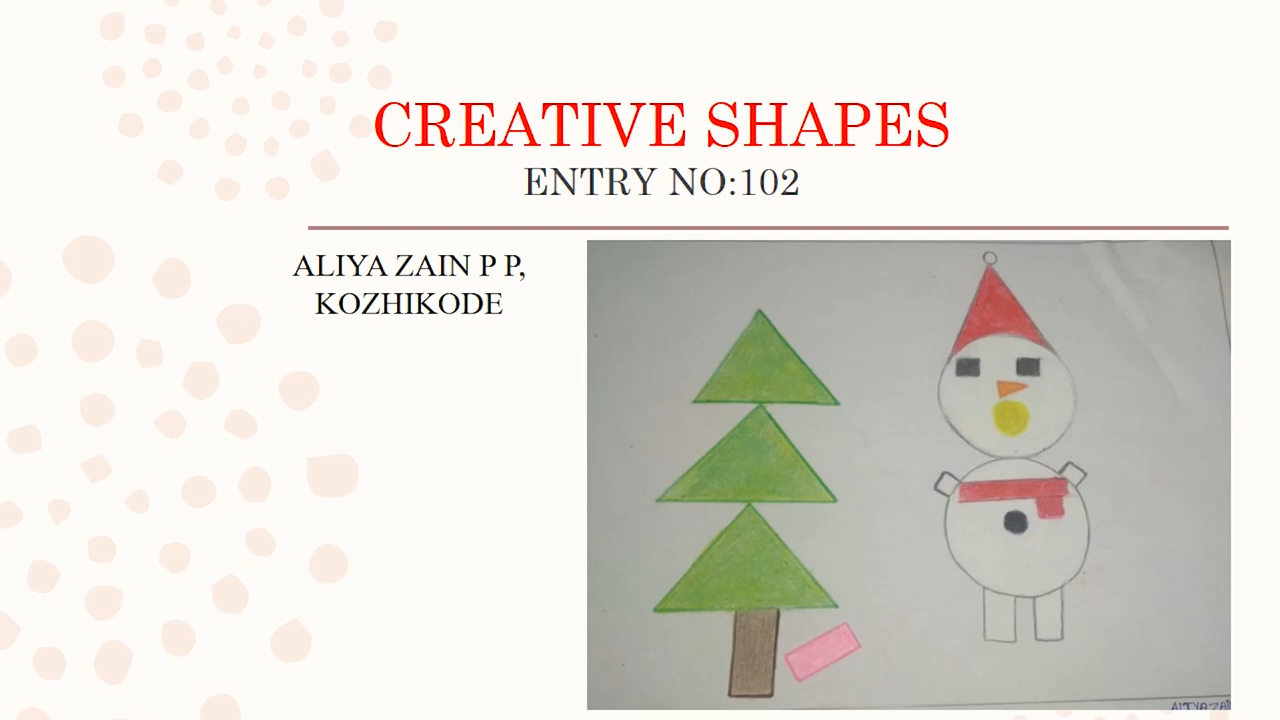 CREATIVE SHAPES
ENTRY NO:102
ALIYA ZAIN P P,
KOZHIKODE